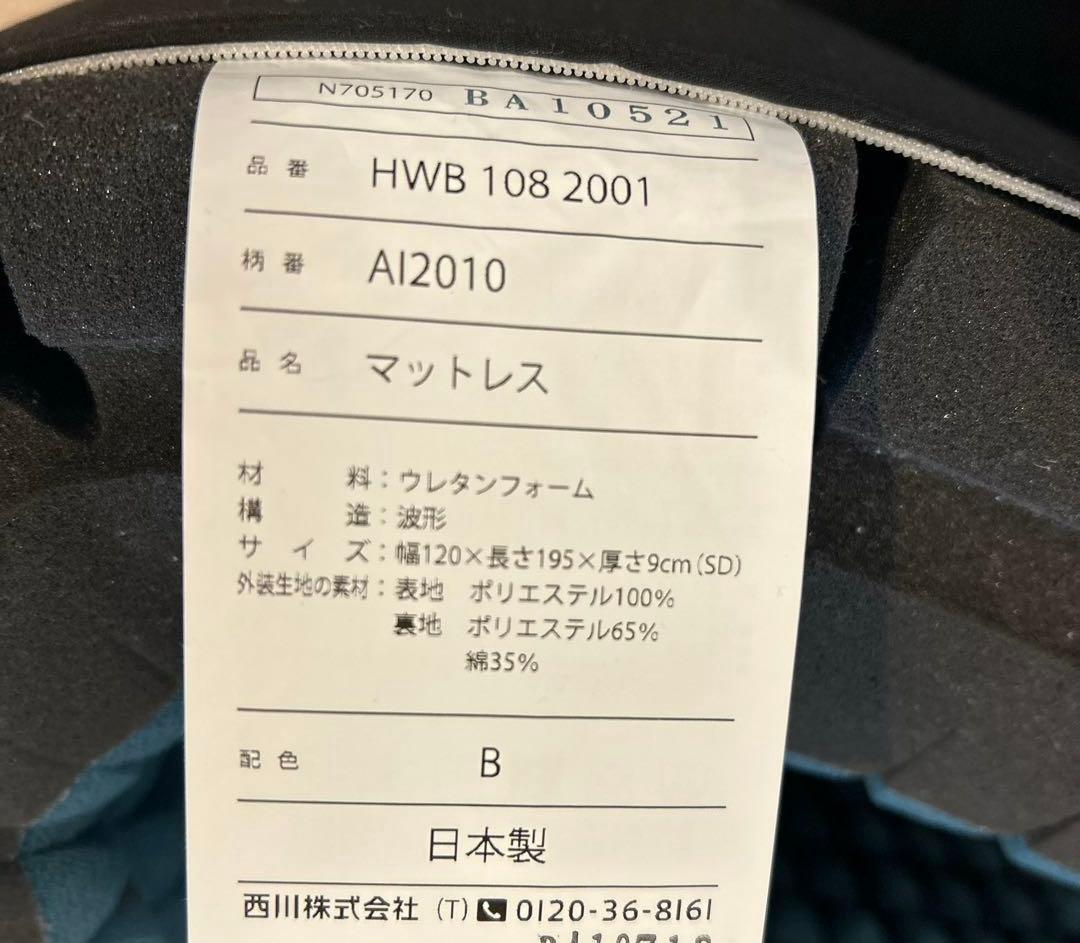 N705170 BA10521
品番 HWB 108 2001
柄番 AI2010
品名 マットレス
材料：ウレタンフォーム
構造：波形
サイズ：幅120×長さ195×厚さ9cm(SD)
外装生地の素材：表地 ポリエステル100%
裏地 ポリエステル65%
綿35%
配色 B
日本製
西川株式会社 (T) 0120-36-8161